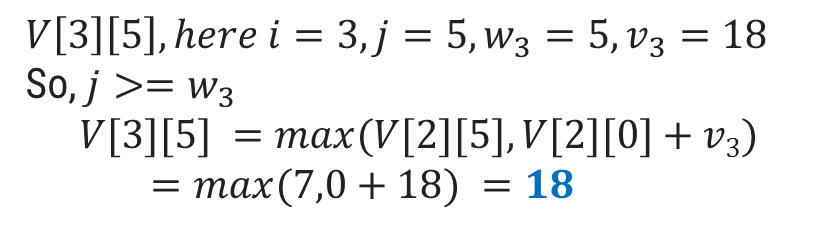 V[3][5], here i = 3, j = 5, w₃ = 5, v₃ = 18
So, j >= w₃
V[3][5] = max(V[2][5], V[2][0] + v₃)
= max(7,0 + 18) = 18